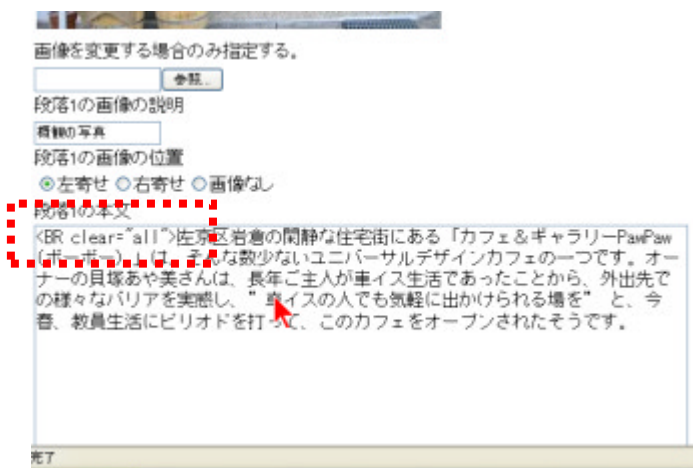 画像を変更する場合のみ指定する。
参照...
段落1の画像の説明
概観の写真
段落1の画像の位置
左寄せ 右寄せ 画像なし
段落1の本文
<BR clear="all">左京区岩倉の閑静な住宅街にある「カフェ&ギャラリーPawPaw
(ポーポー)」は、そんな数少ないユニバーサルデザインカフェの一つです。オー
ナーの貝塚あや美さんは、長年ご主人が車イス生活であったことから、外出先で
の様々なバリアを実感し、"車イスの人でも気軽に出かけられる場を" と、今
春、教員生活にピリオドを打って、このカフェをオープンされたそうです。
完了